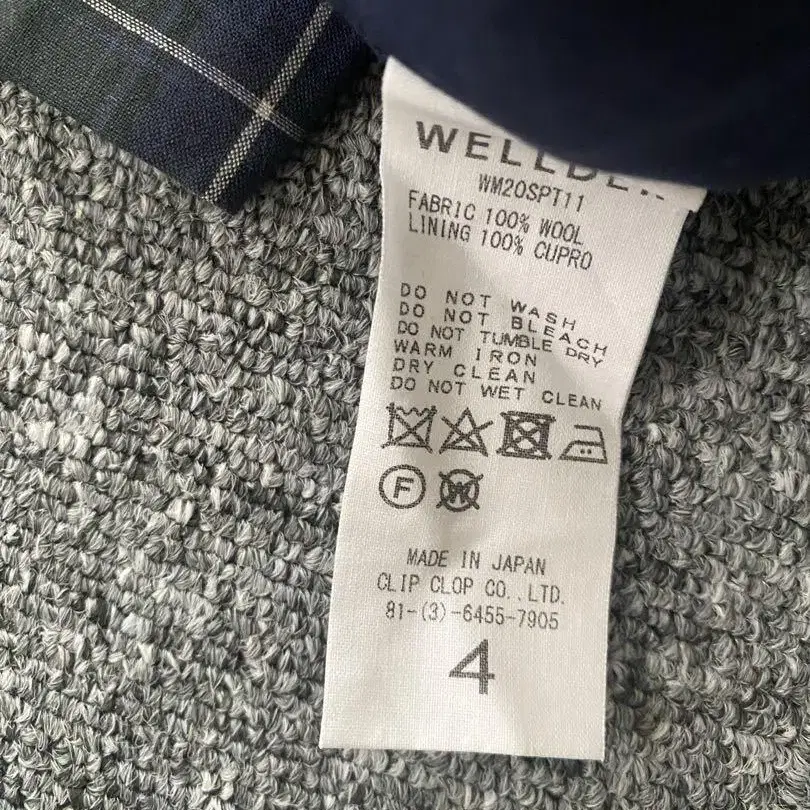 WM20SPT11
FABRIC 100% WOOL
LINING 100% CUPRO
DO NOT WASH
DO NOT BLEACH
DO NOT TUMBLE DRY
WARM IRON
DRY CLEAN
DO NOT WET CLEAN
F W
MADE IN JAPAN
CLIP CLOP CO.,LTD.
81-(3)-6455-7905
4